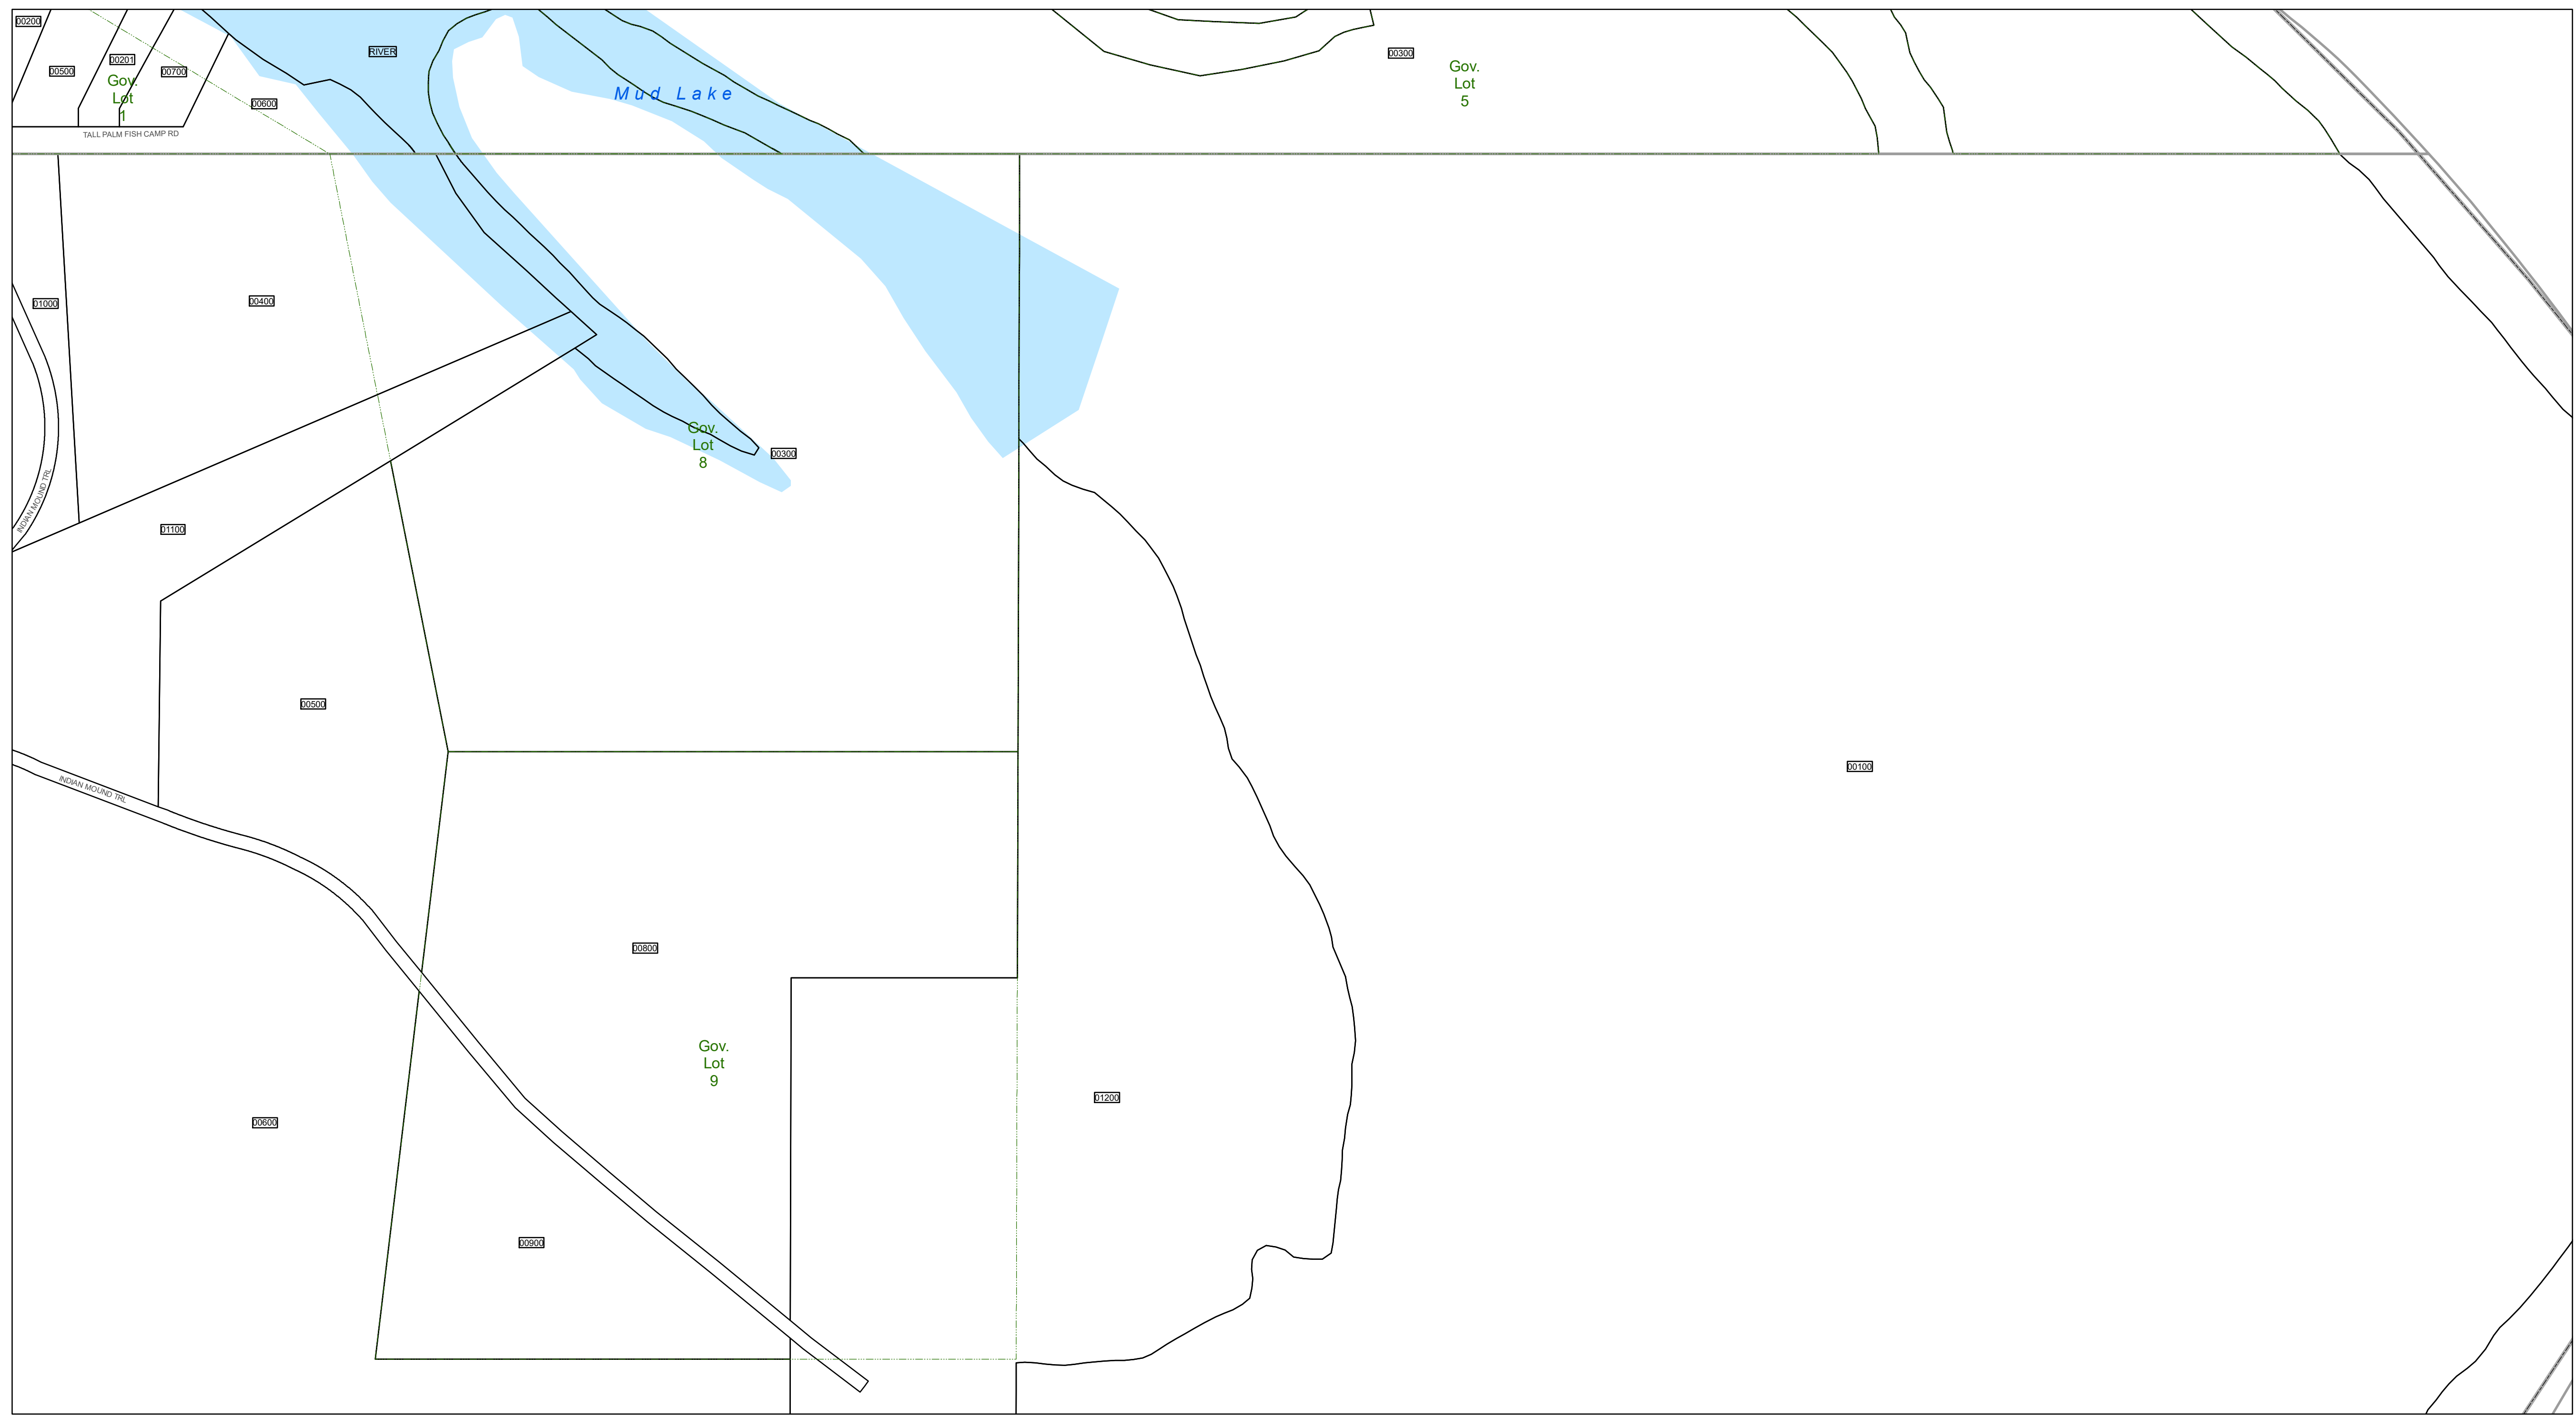 00200
RIVER
00300
00201
00500
00700
Gov.
Lot
1
Gov.
Lot
5
Mud Lake
00600
TALL PALM FISH CAMP RD
01000
00400
INDIAN MOUND TRL
Gov.
Lot
8
00300
01100
00500
INDIAN MOUND TRL
00100
00800
Gov.
Lot
9
01200
00600
00900